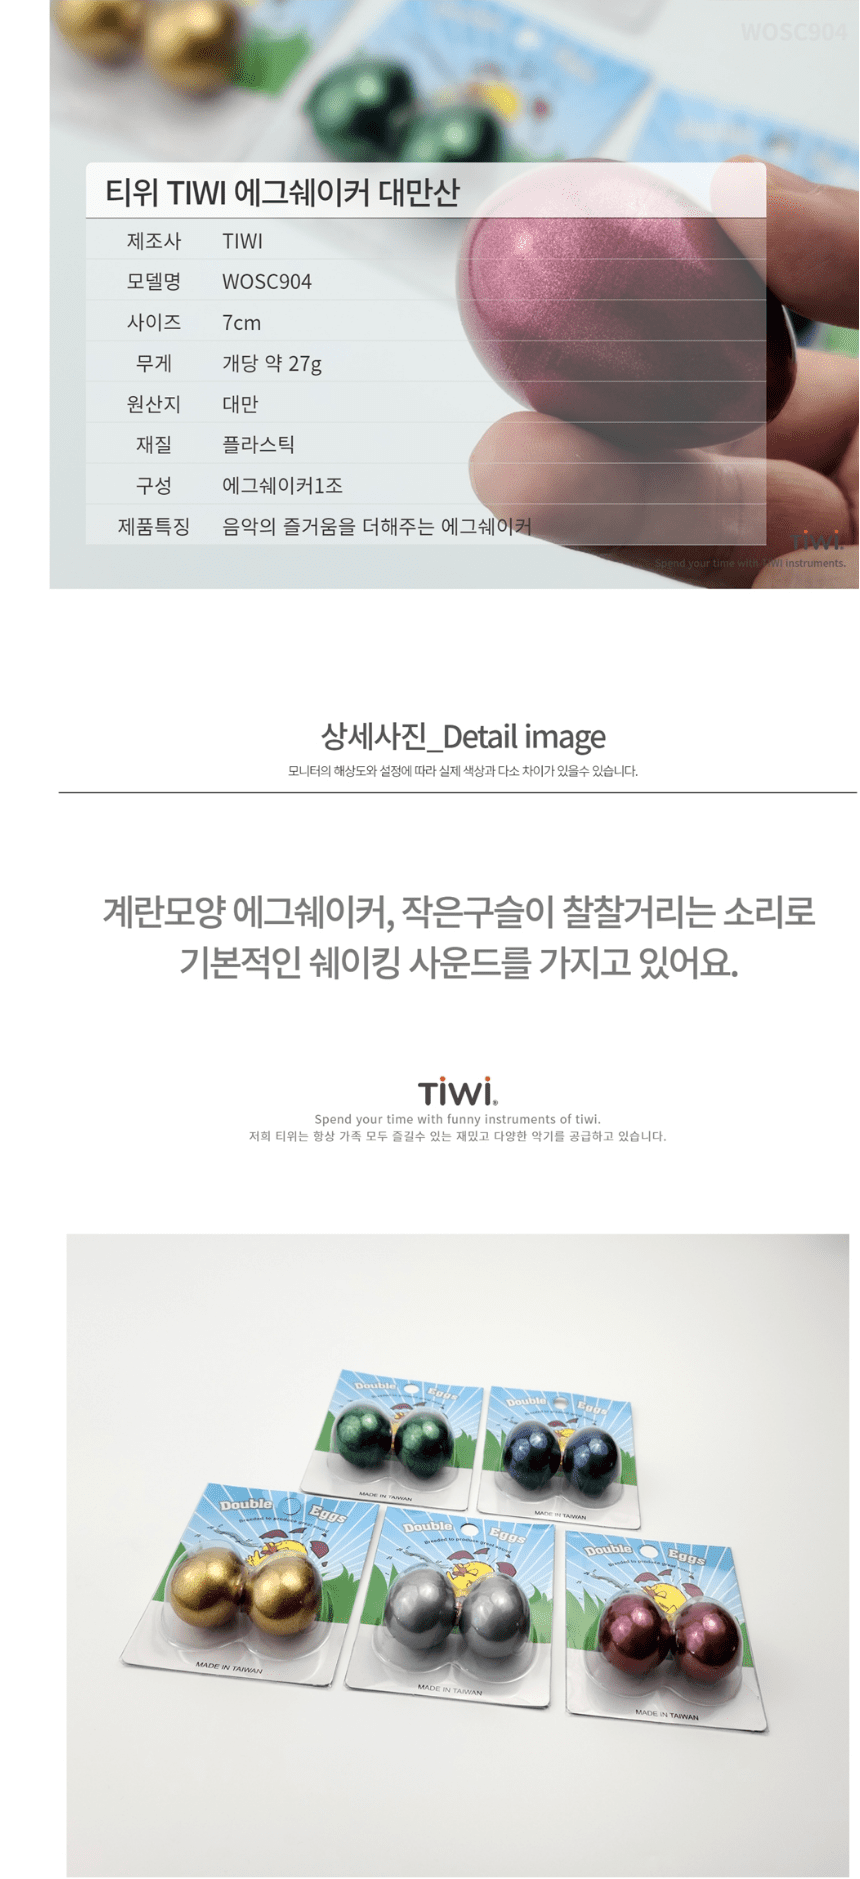 WOSC904
티위 TIWI 에그쉐이커 대만산
제조사 TIWI
모델명 WOSC904
사이즈 7cm
무게 개당 약 27g
원산지 대만
재질 플라스틱
구성 에그쉐이커1조
제품특징 음악의 즐거움을 더해주는 에그쉐이커
Tiwi.
Spend your time with TIWI instruments.
상세사진_Detail image
모니터의 해상도와 설정에 따라 실제 색상과 다소 차이가 있을수 있습니다.
계란모양 에그쉐이커, 작은구슬이 찰찰거리는 소리로
기본적인 쉐이킹 사운드를 가지고 있어요.
Tiwi.®
Spend your time with funny instruments of tiwi.
저희 티위는 항상 가족 모두 즐길수 있는 재밌고 다양한 악기를 공급하고 있습니다.
Double Eggs
MADE IN TAIWAN
Double Eggs
MADE IN TAIWAN
Double Eggs
Breaded to produce great sound
MADE IN TAIWAN
Double Eggs
MADE IN TAIWAN
Double Eggs
MADE IN TAIWAN